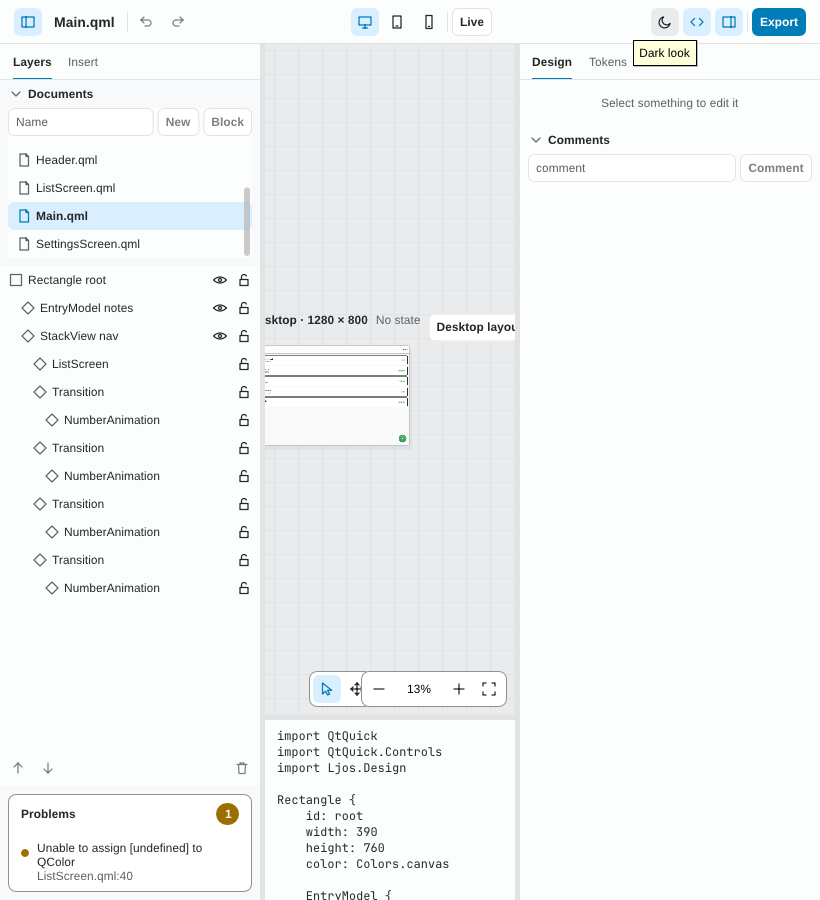 Main.qml
Live
Export
Dark look
Layers
Insert
Documents
Name
New
Block
Header.qml
ListScreen.qml
Main.qml
SettingsScreen.qml
Rectangle root
EntryModel notes
StackView nav
ListScreen
Transition
NumberAnimation
Transition
NumberAnimation
Transition
NumberAnimation
Transition
NumberAnimation
Problems
1
Unable to assign [undefined] to
QColor
ListScreen.qml:40
sktop · 1280 × 800 No state
Desktop layou
13%
import QtQuick
import QtQuick.Controls
import Ljos.Design
Rectangle {
id: root
width: 390
height: 760
color: Colors.canvas
EntryModel {
Design
Tokens
Select something to edit it
Comments
comment
Comment